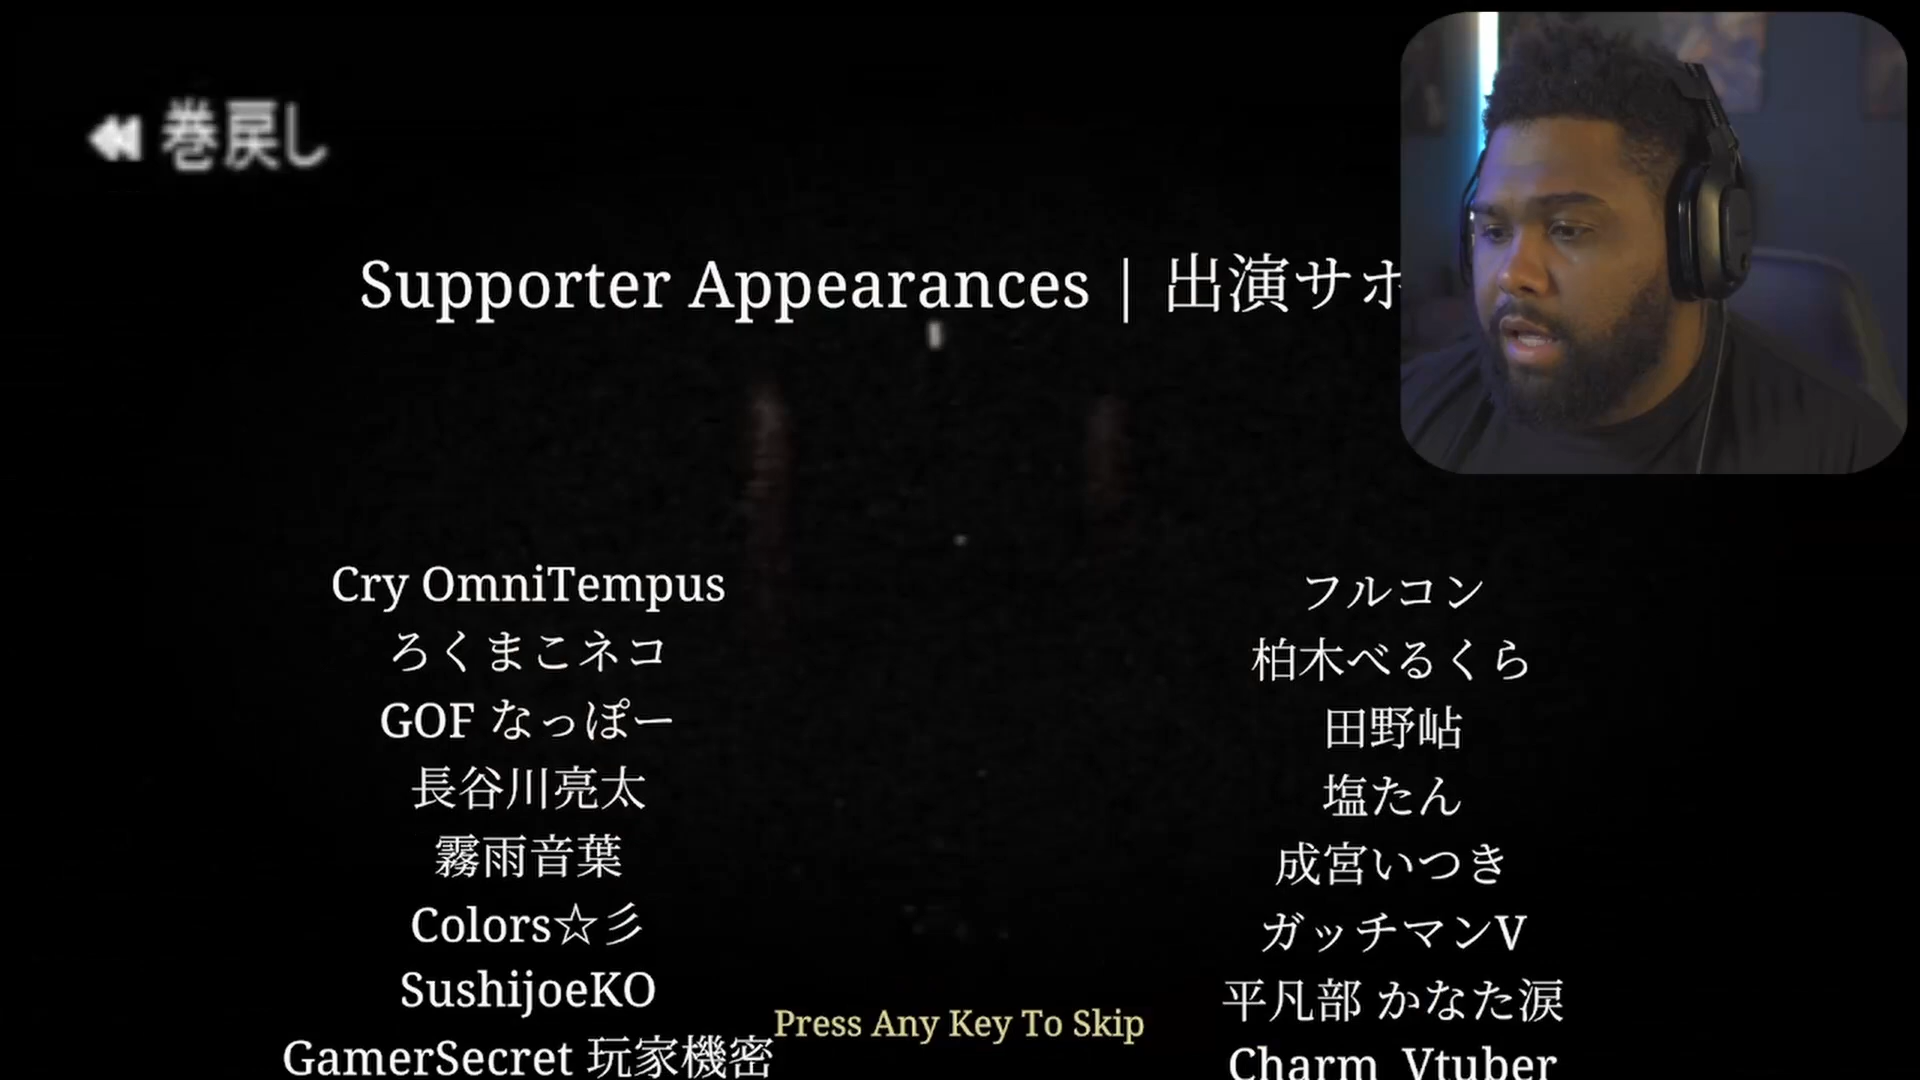 巻戻し
Supporter Appearances | 出演サポ
Cry OmniTempus
ろくまこネコ
GOF なっぽー
長谷川亮太
霧雨音葉
Colors☆彡
SushijoeKO
GamerSecret 玩家機密
フルコン
柏木べるくら
田野岾
塩たん
成宮いつき
ガッチマンV
平凡部 かなた涙
Charm_Vtuber
Press Any Key To Skip